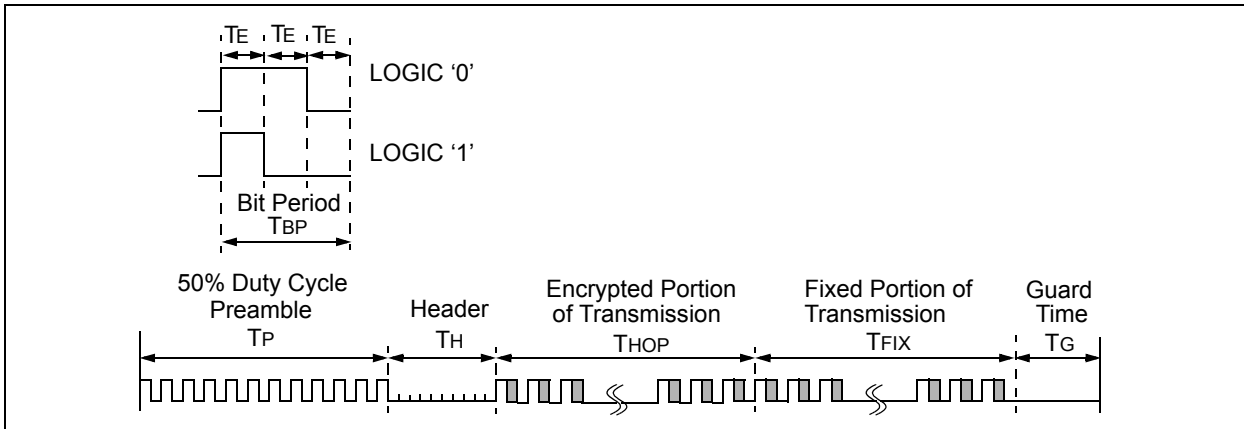 TE TE TE
LOGIC ‘0’
LOGIC ‘1’
Bit Period
TBP
50% Duty Cycle
Preamble
TP
Header
TH
Encrypted Portion
of Transmission
THOP
Fixed Portion of
Transmission
TFIX
Guard
Time
TG